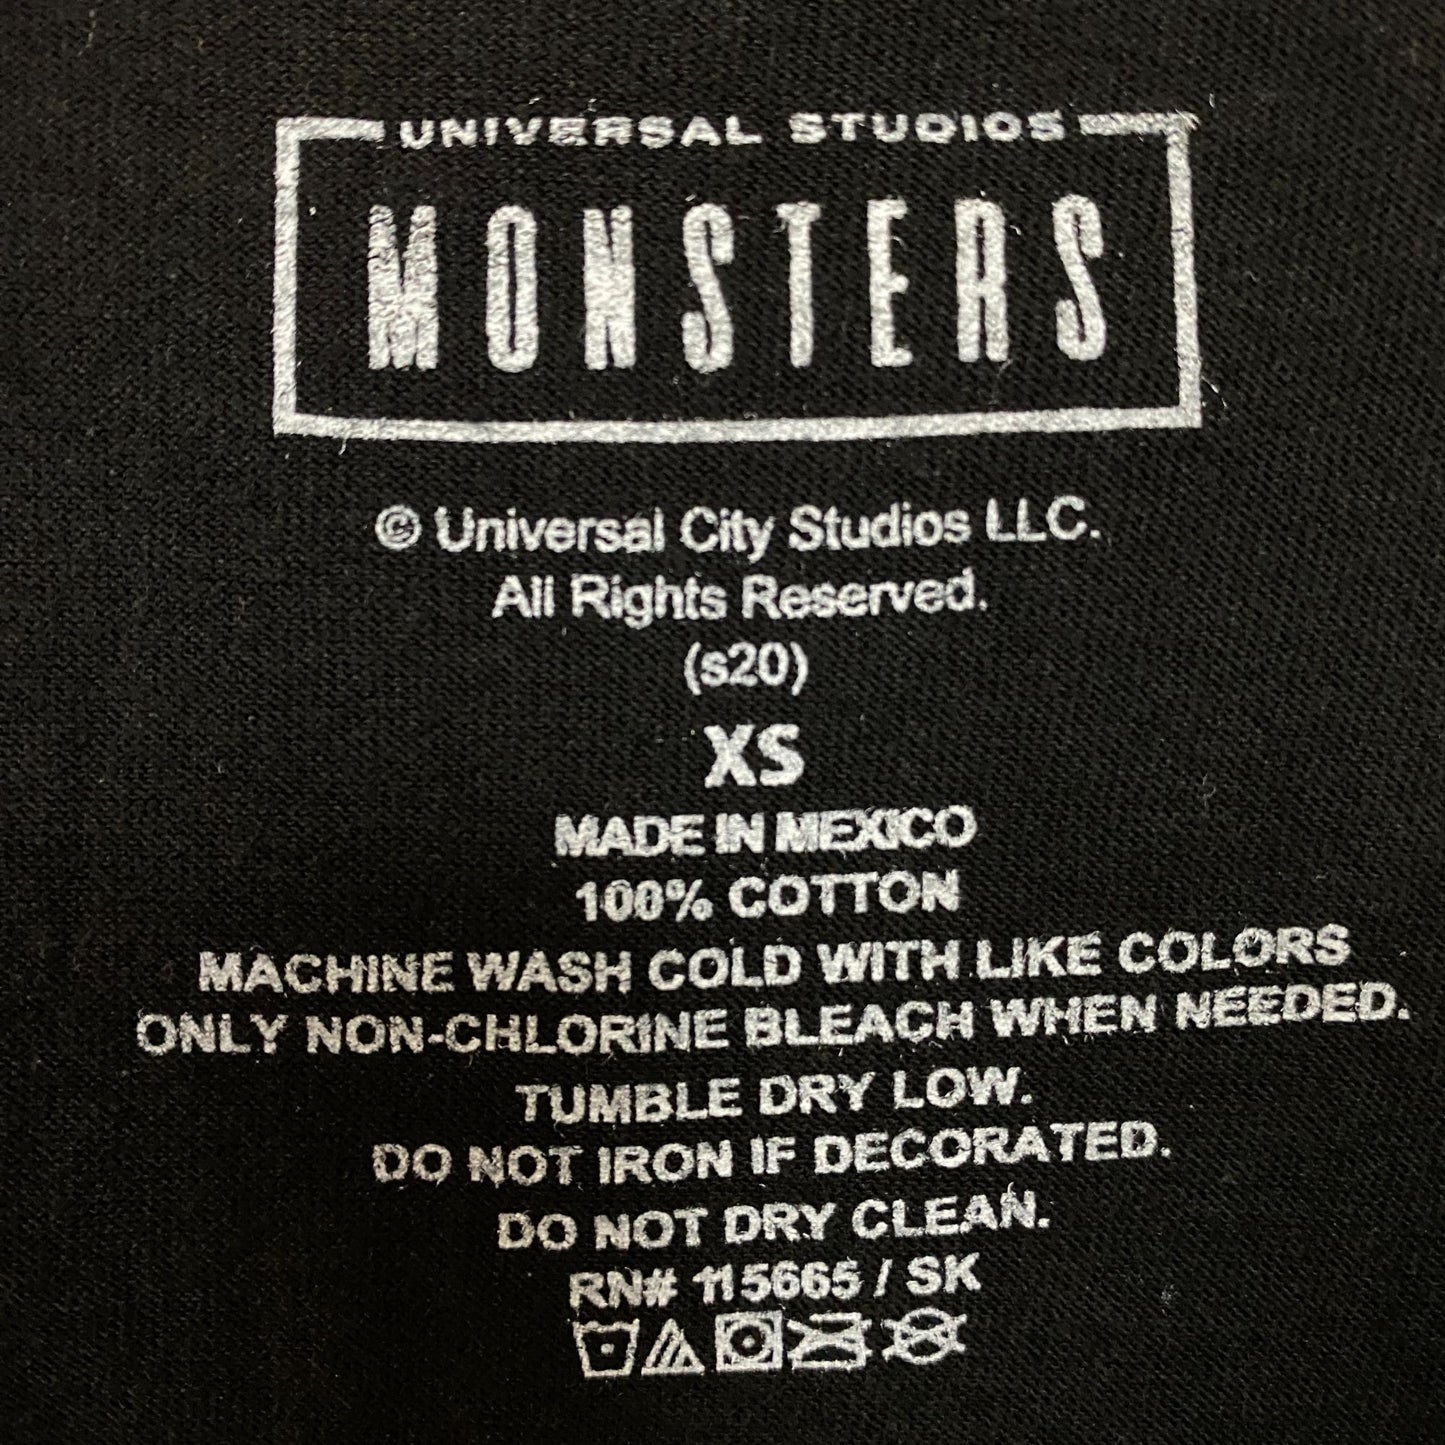 UNIVERSAL STUDIOS
MONSTERS
© Universal City Studios LLC.
All Rights Reserved.
(s20)
XS
MADE IN MEXICO
100% COTTON
MACHINE WASH COLD WITH LIKE COLORS
ONLY NON-CHLORINE BLEACH WHEN NEEDED.
TUMBLE DRY LOW.
DO NOT IRON IF DECORATED.
DO NOT DRY CLEAN.
RN# 115665 / SK